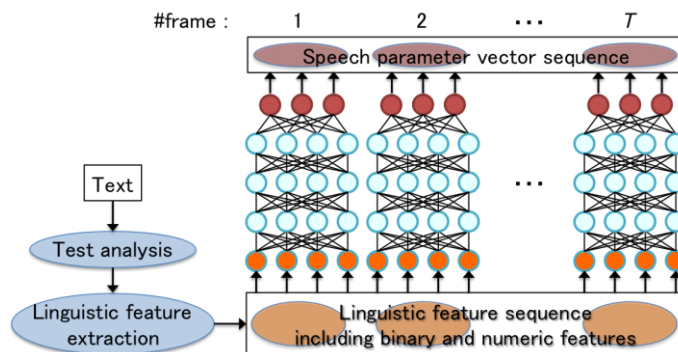 #frame : 1 2 ··· T
Speech parameter vector sequence
···
Text
Test analysis
Linguistic feature
extraction
Linguistic feature sequence
including binary and numeric features